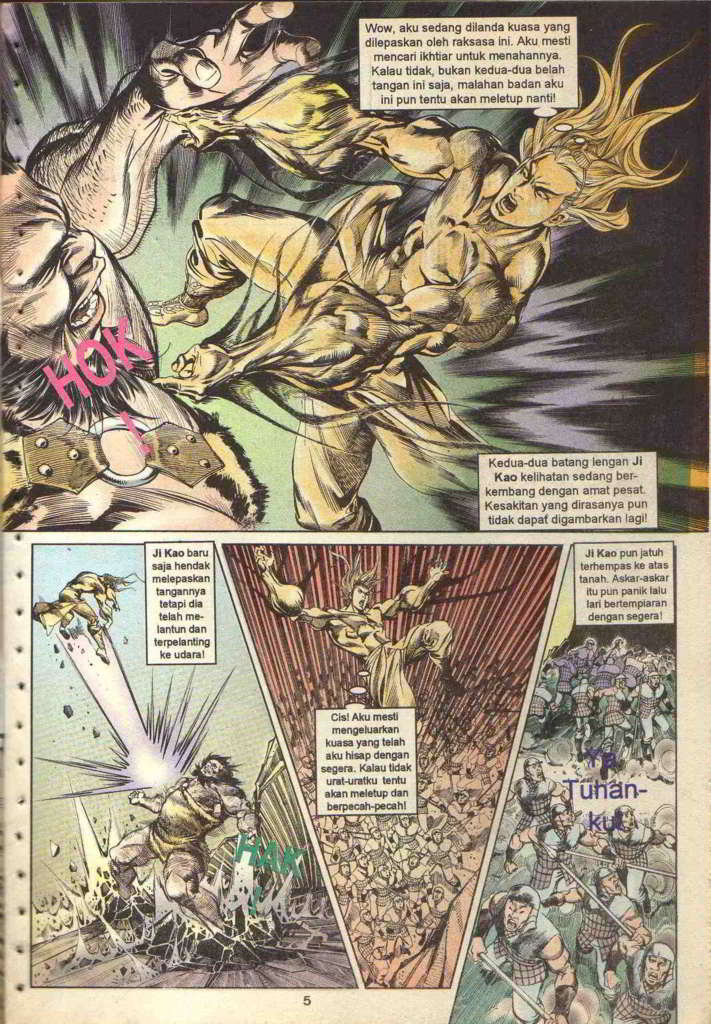 Wow, aku sedang dilanda kuasa yang
dilepaskan oleh raksasa ini. Aku mesti
mencari ikhtiar untuk menahannya.
Kalau tidak, bukan kedua-dua belah
tangan ini saja, malahan badan aku
ini pun tentu akan meletup nanti!
HOK
!
Kedua-dua batang lengan Ji
Kao kelihatan sedang ber-
kembang dengan amat pesat.
Kesakitan yang dirasanya pun
tidak dapat digambarkan lagi!
Ji Kao baru
saja hendak
melepaskan
tangannya
tetapi dia
telah me-
lantun dan
terpelanting
ke udara!
HAK
!
Cis! Aku mesti
mengeluarkan
kuasa yang telah
aku hisap dengan
segera. Kalau tidak
urat-uratku tentu
akan meletup dan
berpecah-pecah!
Ji Kao pun jatuh
terhempas ke atas
tanah. Askar-askar
itu pun panik lalu
lari bertempiaran
dengan segera!
Ya
Tuhan-
ku!
5